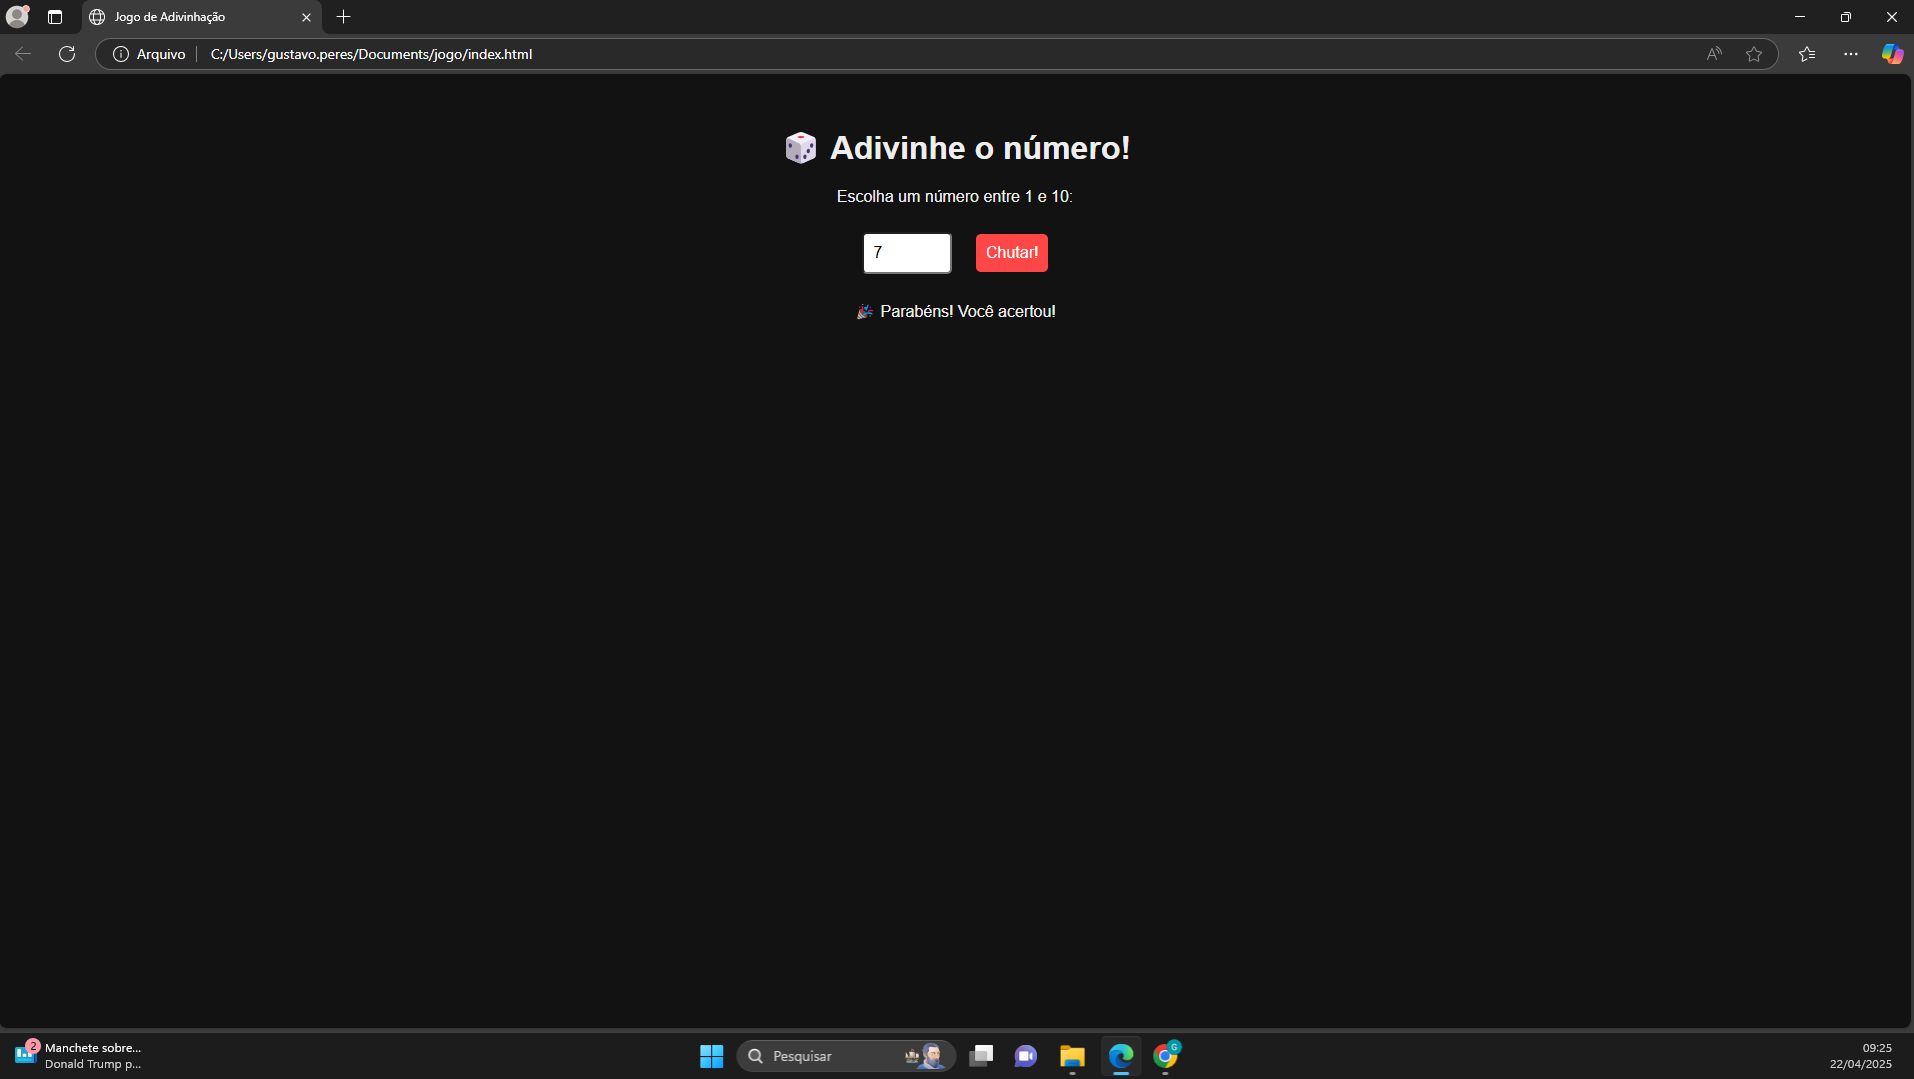 Jogo de Adivinhação
Arquivo
C:/Users/gustavo.peres/Documents/jogo/index.html
🎲 Adivinhe o número!
Escolha um número entre 1 e 10:
7
Chutar!
🎉 Parabéns! Você acertou!
2
Manchete sobre...
Donald Trump p...
Pesquisar
G
09:25
22/04/2025